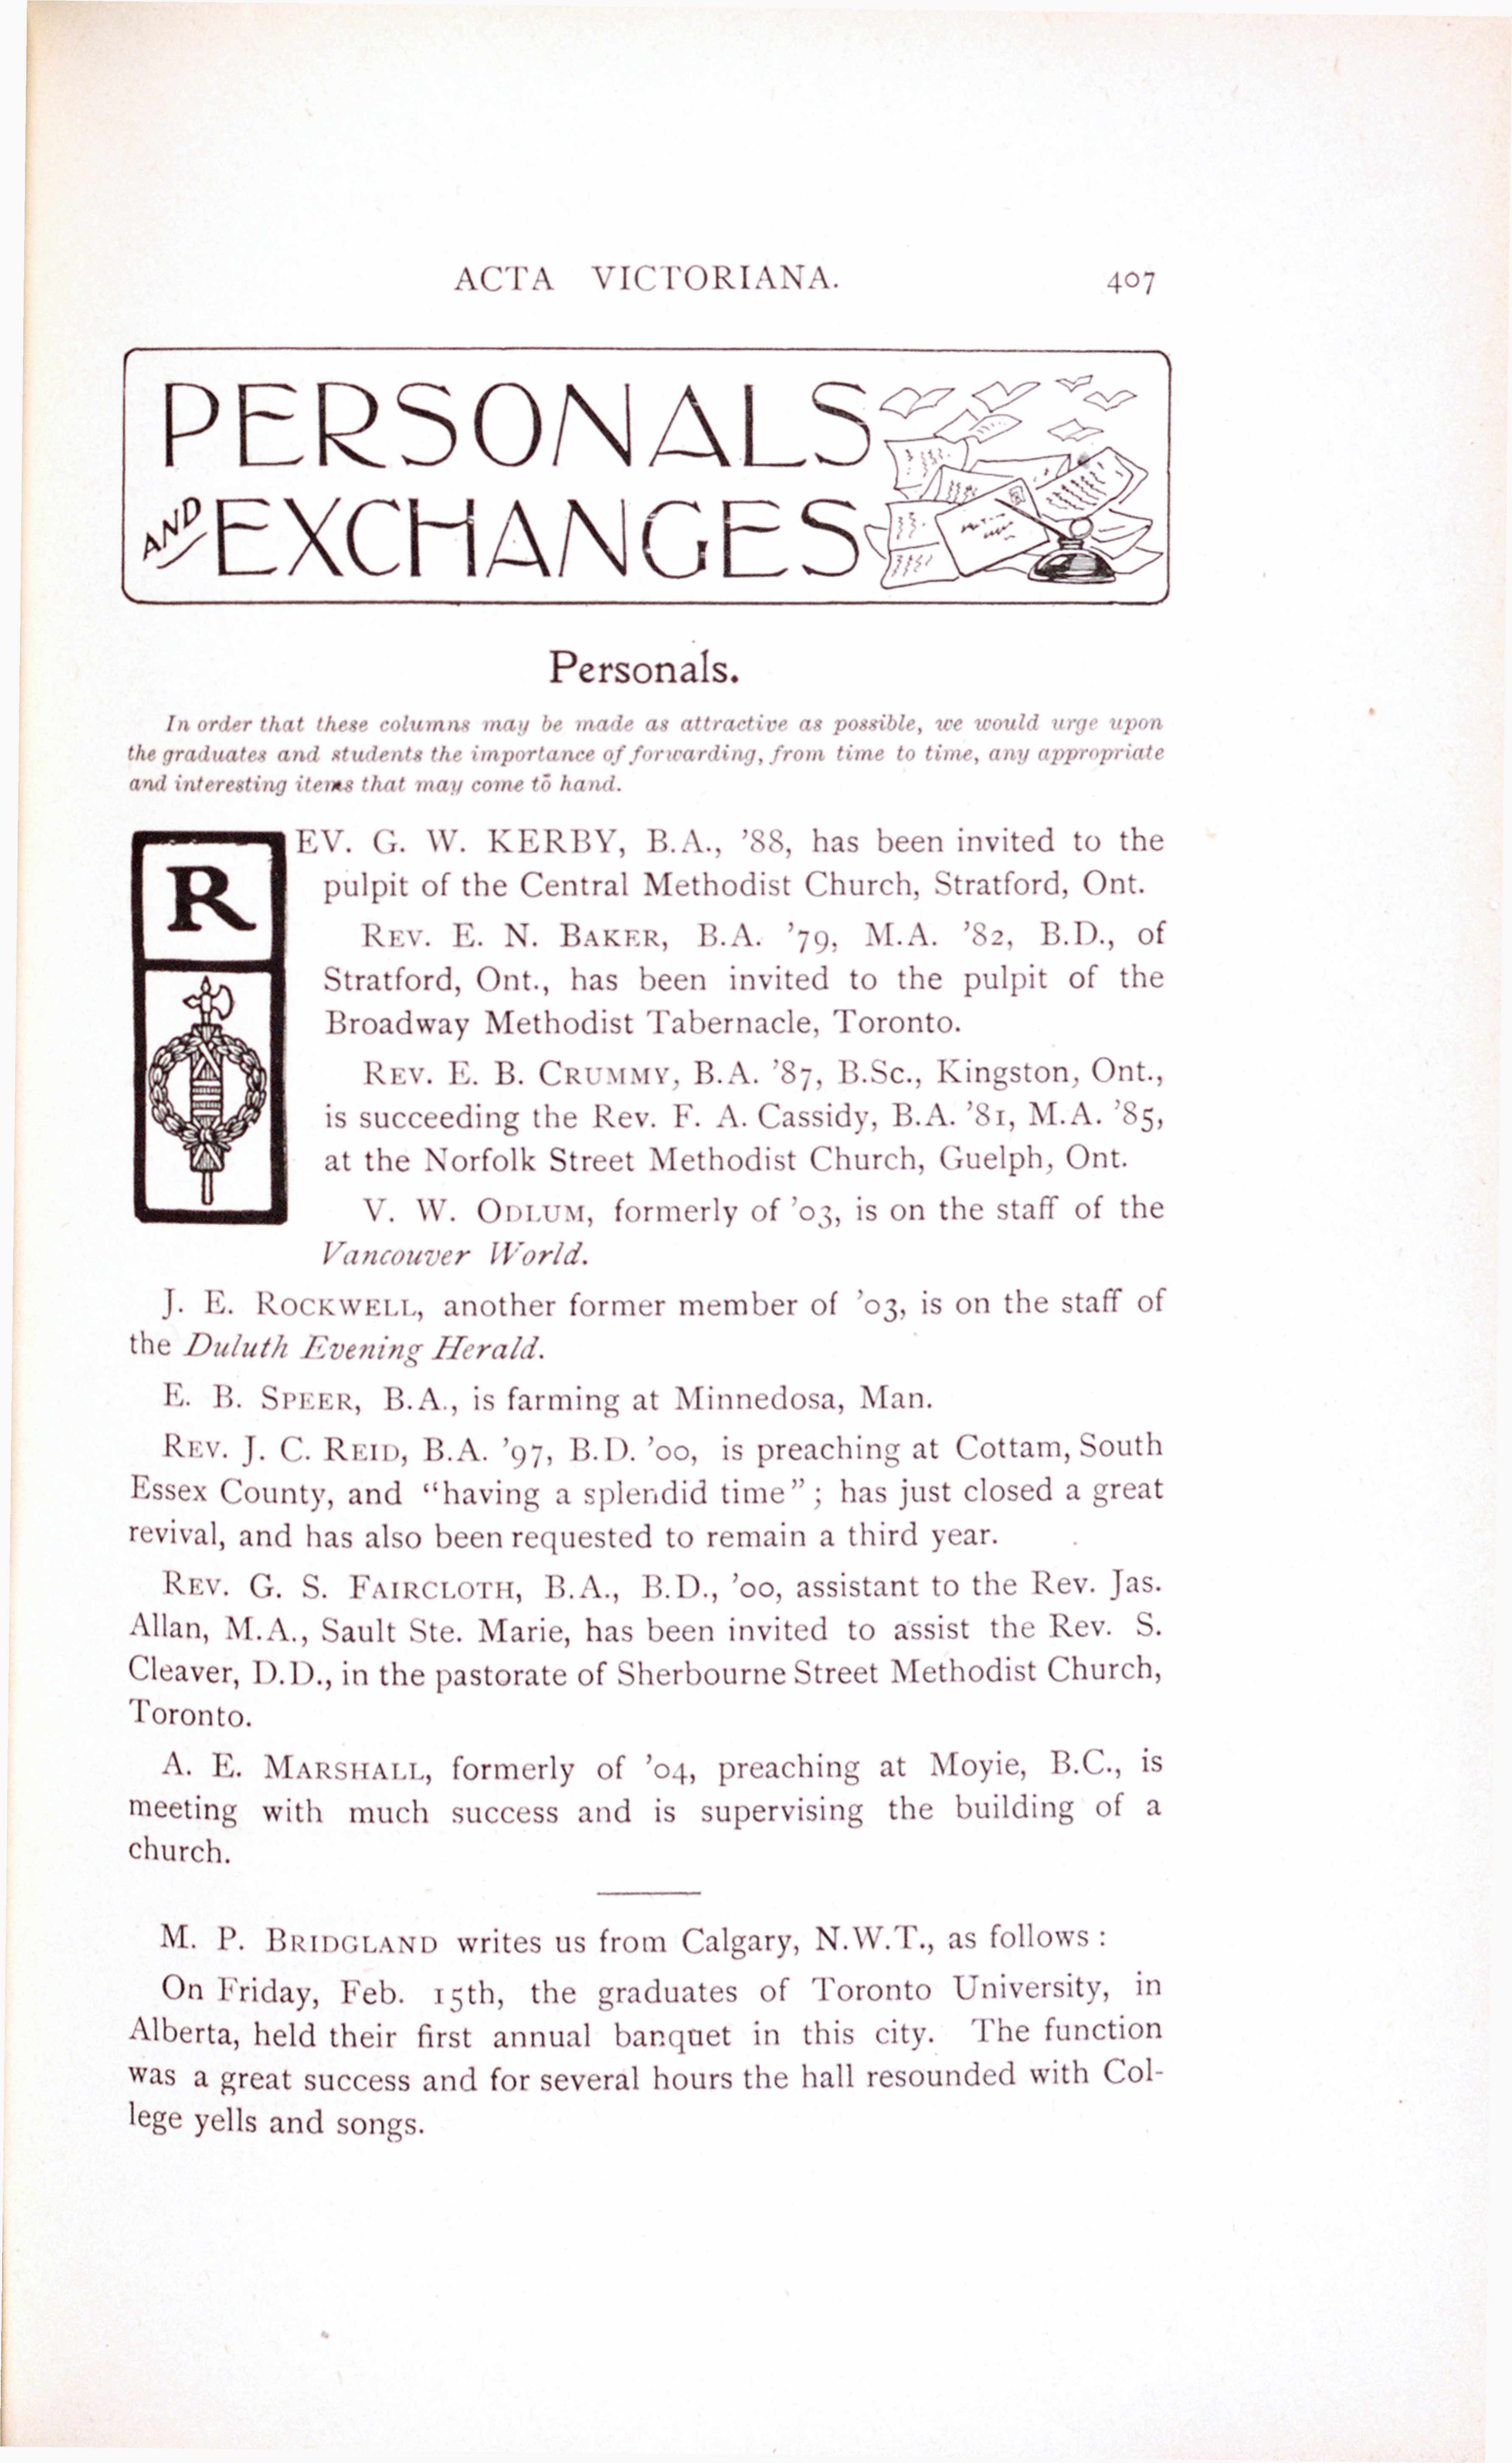 ACTA VICTORIANA. 407
PERSONALS
AND EXCHANGES
Personals.
In order that these columns may be made as attractive as possible, we would urge upon
the graduates and students the importance of forwarding, from time to time, any appropriate
and interesting items that may come to hand.
REV. G. W. KERBY, B.A., ’88, has been invited to the
pulpit of the Central Methodist Church, Stratford, Ont.
REV. E. N. BAKER, B.A. ’79, M.A. ’82, B.D., of
Stratford, Ont., has been invited to the pulpit of the
Broadway Methodist Tabernacle, Toronto.
REV. E. B. CRUMMY, B.A. ’87, B.Sc., Kingston, Ont.,
is succeeding the Rev. F. A. Cassidy, B.A. ’81, M.A. ’85,
at the Norfolk Street Methodist Church, Guelph, Ont.
V. W. ODLUM, formerly of ’03, is on the staff of the
Vancouver World.
J. E. ROCKWELL, another former member of ’03, is on the staff of
the Duluth Evening Herald.
E. B. SPEER, B.A., is farming at Minnedosa, Man.
REV. J. C. REID, B.A. ’97, B.D. ’00, is preaching at Cottam, South
Essex County, and “having a splendid time”; has just closed a great
revival, and has also been requested to remain a third year.
REV. G. S. FAIRCLOTH, B.A., B.D., ’00, assistant to the Rev. Jas.
Allan, M.A., Sault Ste. Marie, has been invited to assist the Rev. S.
Cleaver, D.D., in the pastorate of Sherbourne Street Methodist Church,
Toronto.
A. E. MARSHALL, formerly of ’04, preaching at Moyie, B.C., is
meeting with much success and is supervising the building of a
church.
M. P. BRIDGLAND writes us from Calgary, N.W.T., as follows :
On Friday, Feb. 15th, the graduates of Toronto University, in
Alberta, held their first annual banquet in this city. The function
was a great success and for several hours the hall resounded with Col-
lege yells and songs.